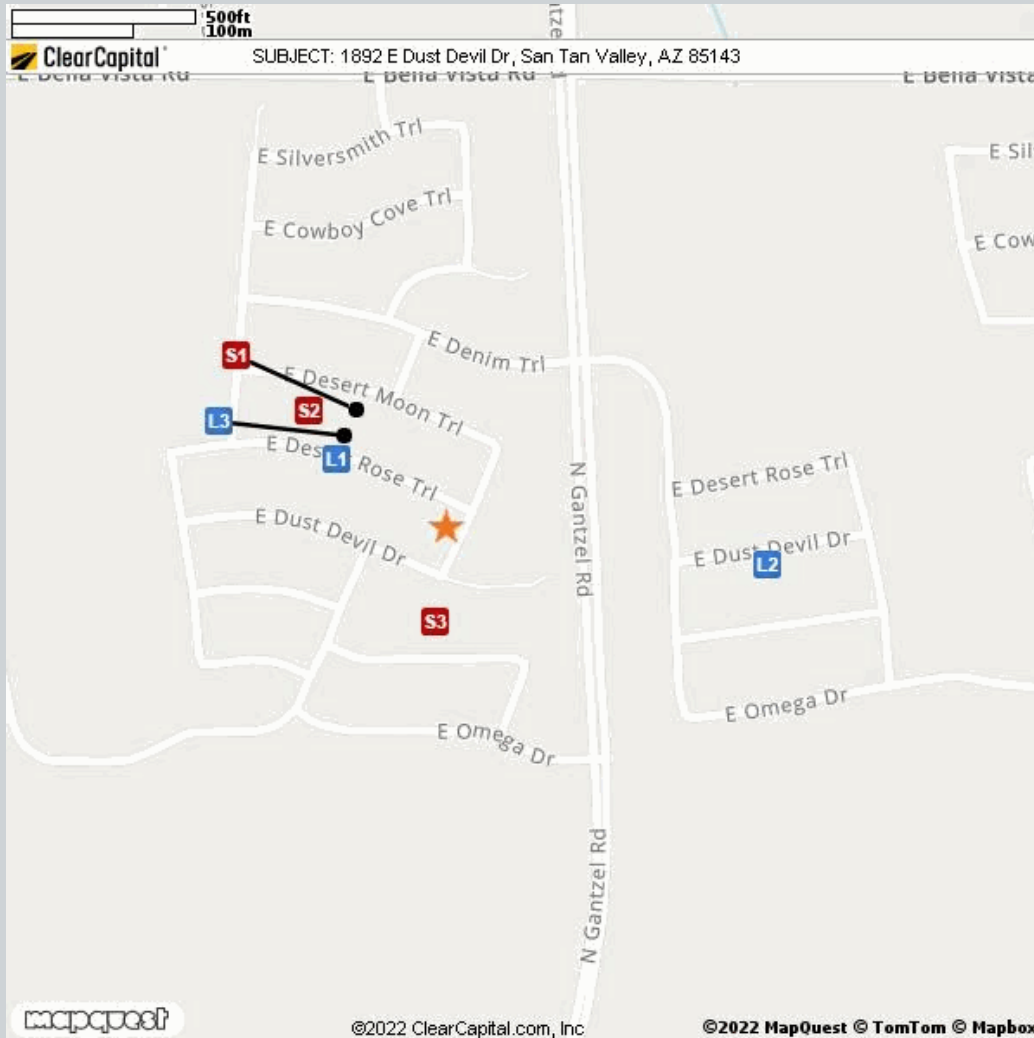 500ft
100m
ClearCapital
SUBJECT: 1892 E Dust Devil Dr, San Tan Valley, AZ 85143
E Bella Vista Rd
E Bella Vista Rd
E Bella Vista
E Silversmith Trl
E Sil
E Cowboy Cove Trl
E Cow
E Denim Trl
S1
E Desert Moon Trl
S2
L3
E Desert Rose Trl
L1
E Desert Rose Trl
N Gantzel Rd
E Dust Devil Dr
E Dust Devil Dr
L2
S3
E Omega Dr
E Omega Dr
N Gantzel Rd
mapquest
©2022 ClearCapital.com, Inc
©2022 MapQuest © TomTom © Mapbox